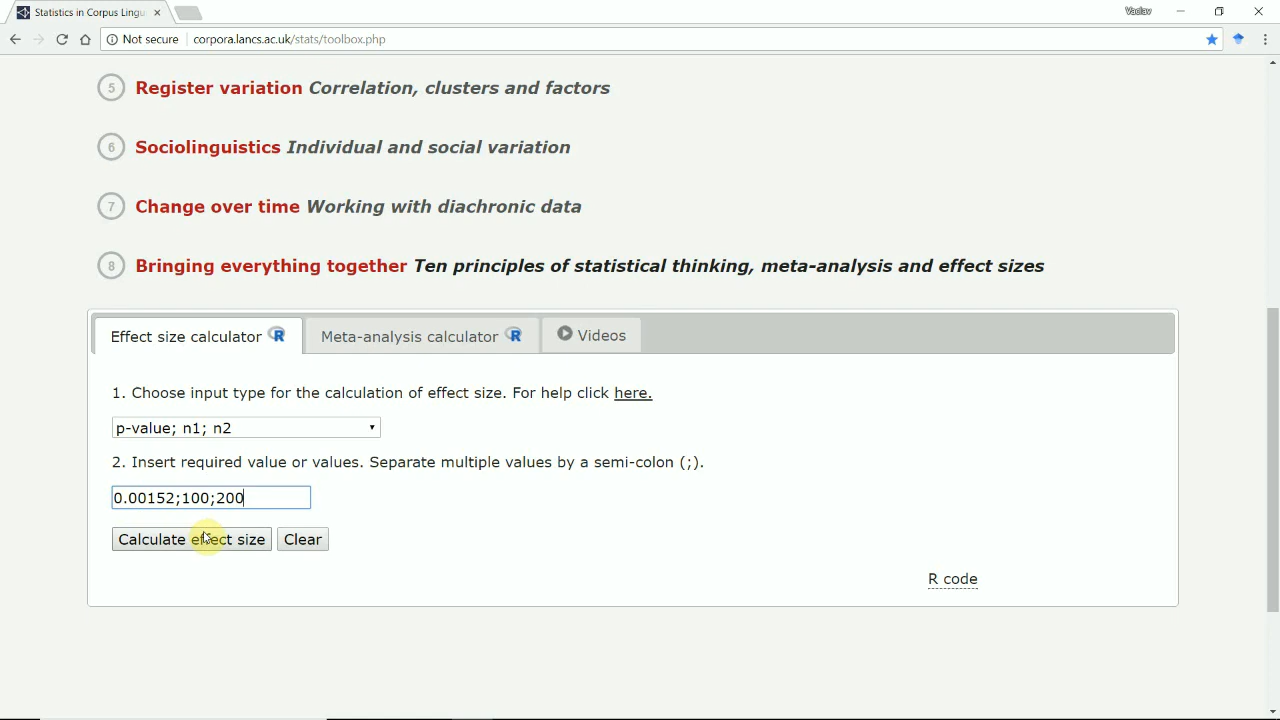 Statistics in Corpus Lingu
Vaclav
Not secure corpora.lancs.ac.uk/stats/toolbox.php
5 Register variation Correlation, clusters and factors
6 Sociolinguistics Individual and social variation
7 Change over time Working with diachronic data
8 Bringing everything together Ten principles of statistical thinking, meta-analysis and effect sizes
Effect size calculator R Meta-analysis calculator R Videos
1. Choose input type for the calculation of effect size. For help click here.
p-value; n1; n2
2. Insert required value or values. Separate multiple values by a semi-colon (;).
0.00152;100;200
Calculate effect size Clear
R code